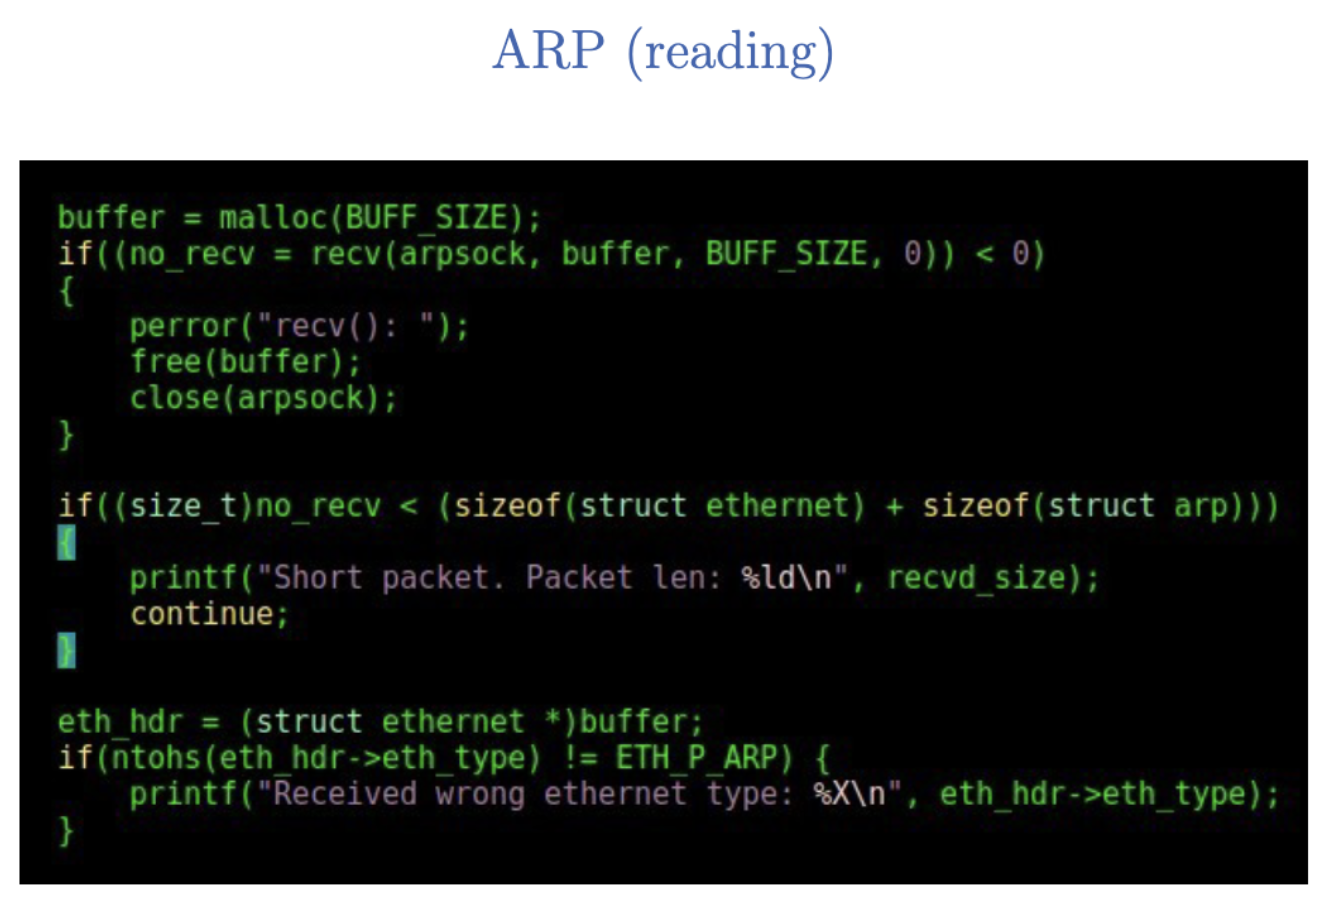 ARP (reading)
buffer = malloc(BUFF_SIZE);
if((no_recv = recv(arpsock, buffer, BUFF_SIZE, 0)) < 0)
{
    perror("recv(): ");
    free(buffer);
    close(arpsock);
}
if((size_t)no_recv < (sizeof(struct ethernet) + sizeof(struct arp)))
{
    printf("Short packet. Packet len: %ld\n", recvd_size);
    continue;
}
eth_hdr = (struct ethernet *)buffer;
if(ntohs(eth_hdr->eth_type) != ETH_P_ARP) {
    printf("Received wrong ethernet type: %X\n", eth_hdr->eth_type);
}